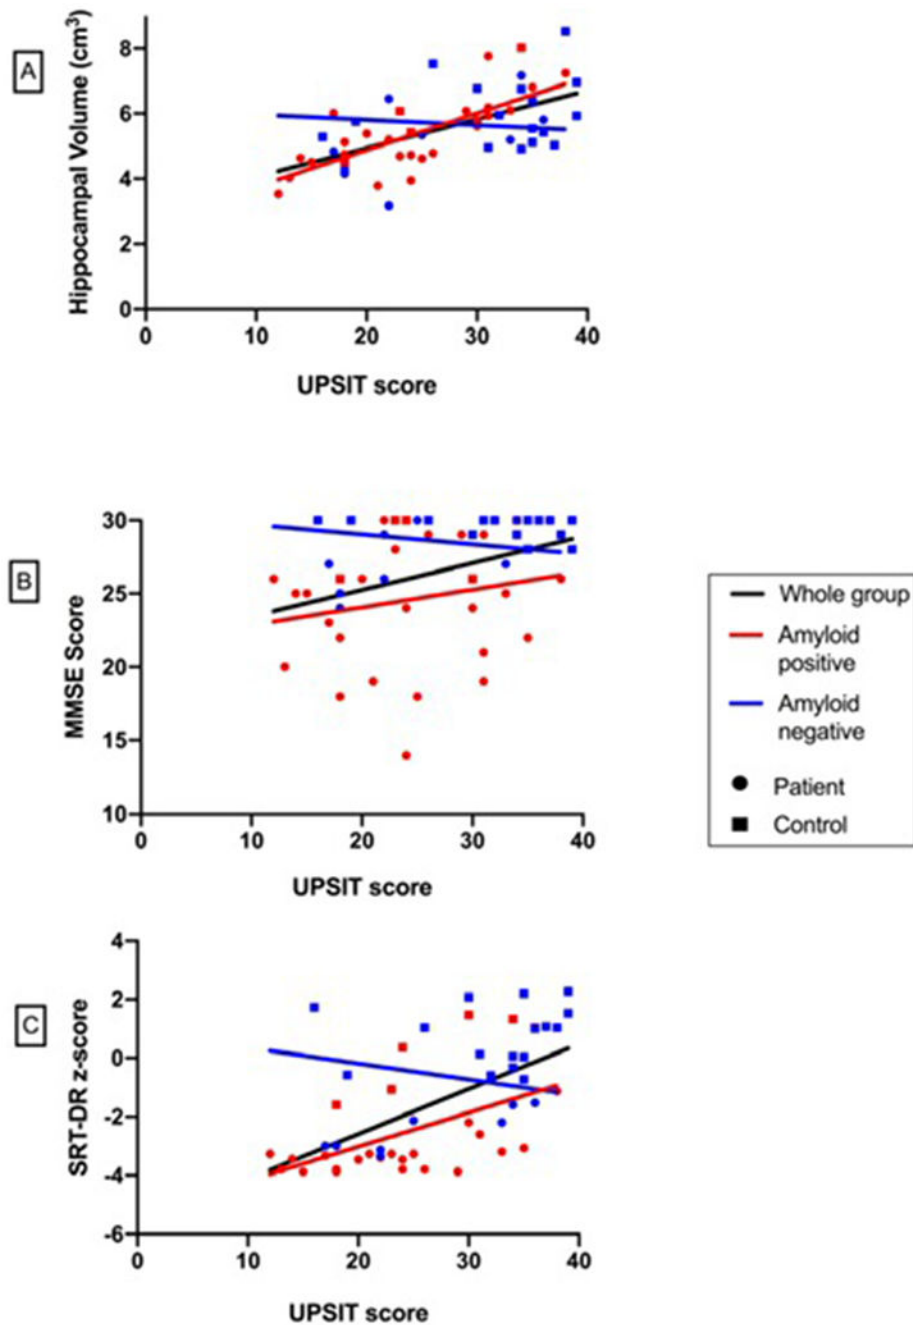 A
Hippocampal Volume (cm³)
8
6
4
2
0
0 10 20 30 40
UPSIT score
B
MMSE Score
30
25
20
15
10
0 10 20 30 40
UPSIT score
Whole group
Amyloid
positive
Amyloid
negative
Patient
Control
C
SRT-DR z-score
4
2
0
-2
-4
-6
0 10 20 30 40
UPSIT score